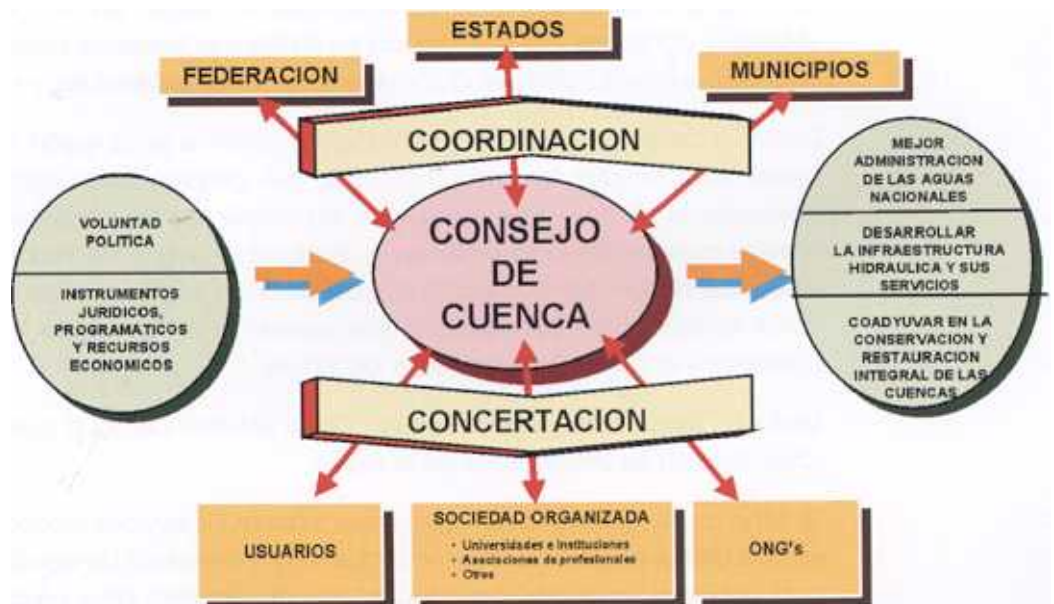 ESTADOS
FEDERACION
MUNICIPIOS
COORDINACION
VOLUNTAD
POLITICA
INSTRUMENTOS
JURIDICOS,
PROGRAMATICOS
Y RECURSOS
ECONOMICOS
CONSEJO
DE
CUENCA
MEJOR
ADMINISTRACION
DE LAS AGUAS
NACIONALES
DESARROLLAR
LA INFRAESTRUCTURA
HIDRAULICA Y SUS
SERVICIOS
COADYUVAR EN LA
CONSERVACION Y
RESTAURACION
INTEGRAL DE LAS
CUENCAS
CONCERTACION
USUARIOS
SOCIEDAD ORGANIZADA
• Universidades e Instituciones
• Asociaciones de profesionales
• Otros
ONG's